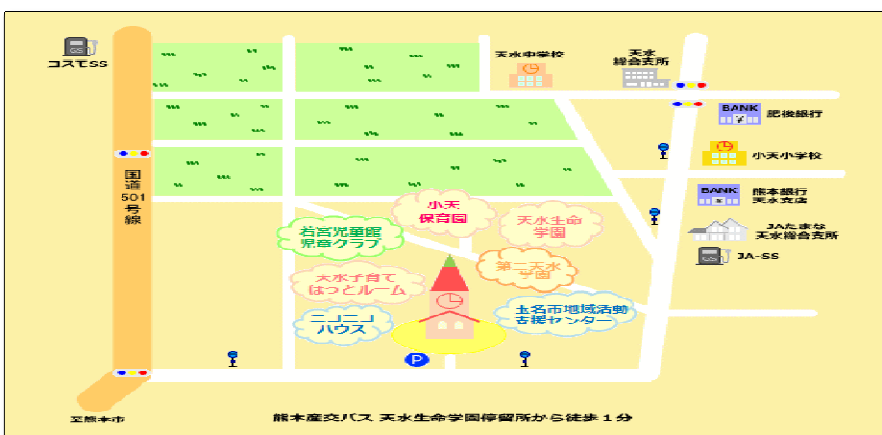 コスモSS
天水中学校
天水
総合支所
BANK
¥
肥後銀行
小天小学校
国道
501
号線
BANK
熊本銀行
天水支店
小天
保育園
天水生命
学園
若宮児童館
児童クラブ
JAたまな
天水総合支所
JA-SS
第二天水
学園
天水子育て
ほっとルーム
ニコニコ
ハウス
玉名市地域活動
支援センター
P
至熊本市
熊本産交バス 天水生命学園停留所から徒歩1分